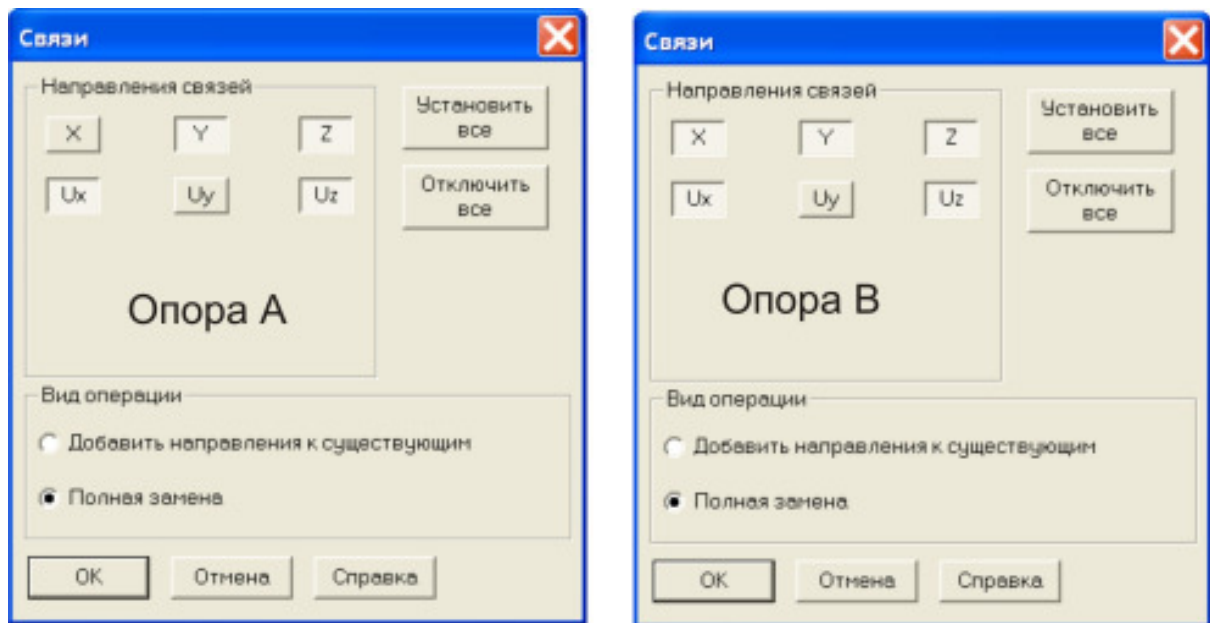 Связи
Направления связей
X Y Z
Ux Uy Uz
Установить
все
Отключить
все
Опора А
Вид операции
Добавить направления к существующим
Полная замена
OK Отмена Справка
Связи
Направления связей
X Y Z
Ux Uy Uz
Установить
все
Отключить
все
Опора В
Вид операции
Добавить направления к существующим
Полная замена
OK Отмена Справка